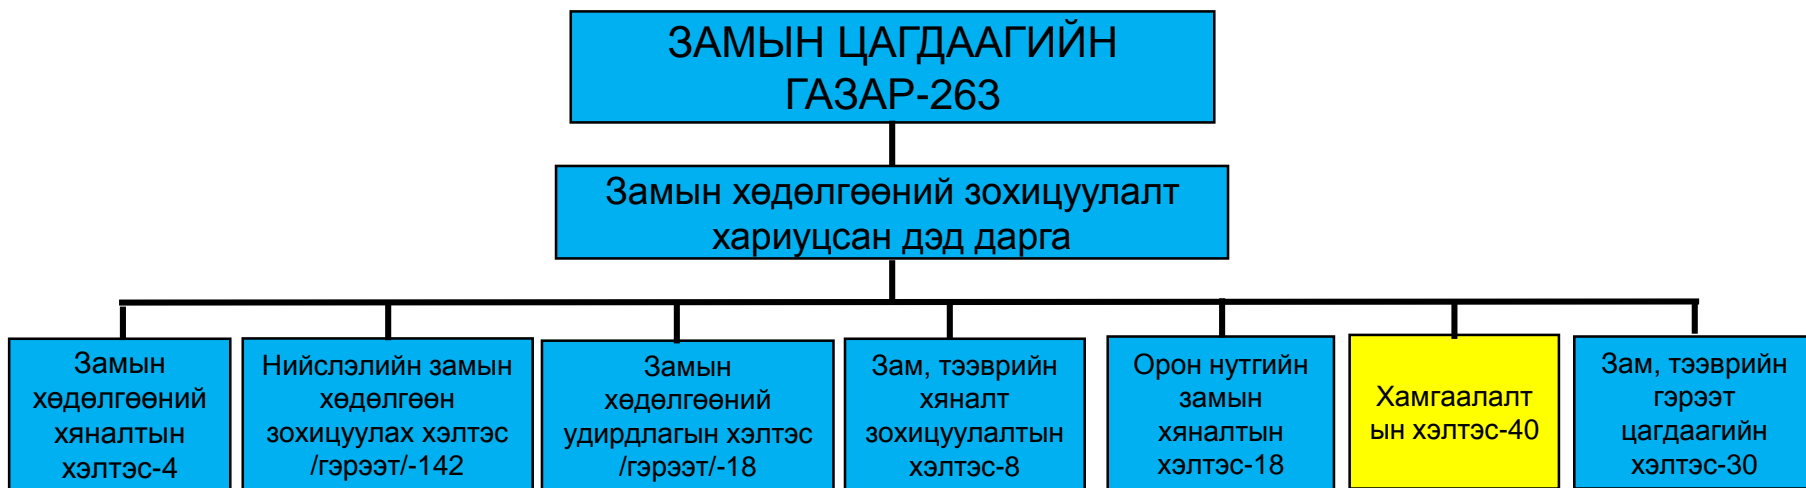 ЗАМЫН ЦАГДААГИЙН
ГАЗАР-263
Замын хөдөлгөөний зохицуулалт
хариуцсан дэд дарга
Замын
хөдөлгөөний
хяналтын
хэлтэс-4
Нийслэлийн замын
хөдөлгөөн
зохицуулах хэлтэс
/гэрээт/-142
Замын
хөдөлгөөний
удирдлагын хэлтэс
/гэрээт/-18
Зам, тээврийн
хяналт
зохицуулалтын
хэлтэс-8
Орон нутгийн
замын
хяналтын
хэлтэс-18
Хамгаалалт
ын хэлтэс-40
Зам, тээврийн
гэрээт
цагдаагийн
хэлтэс-30